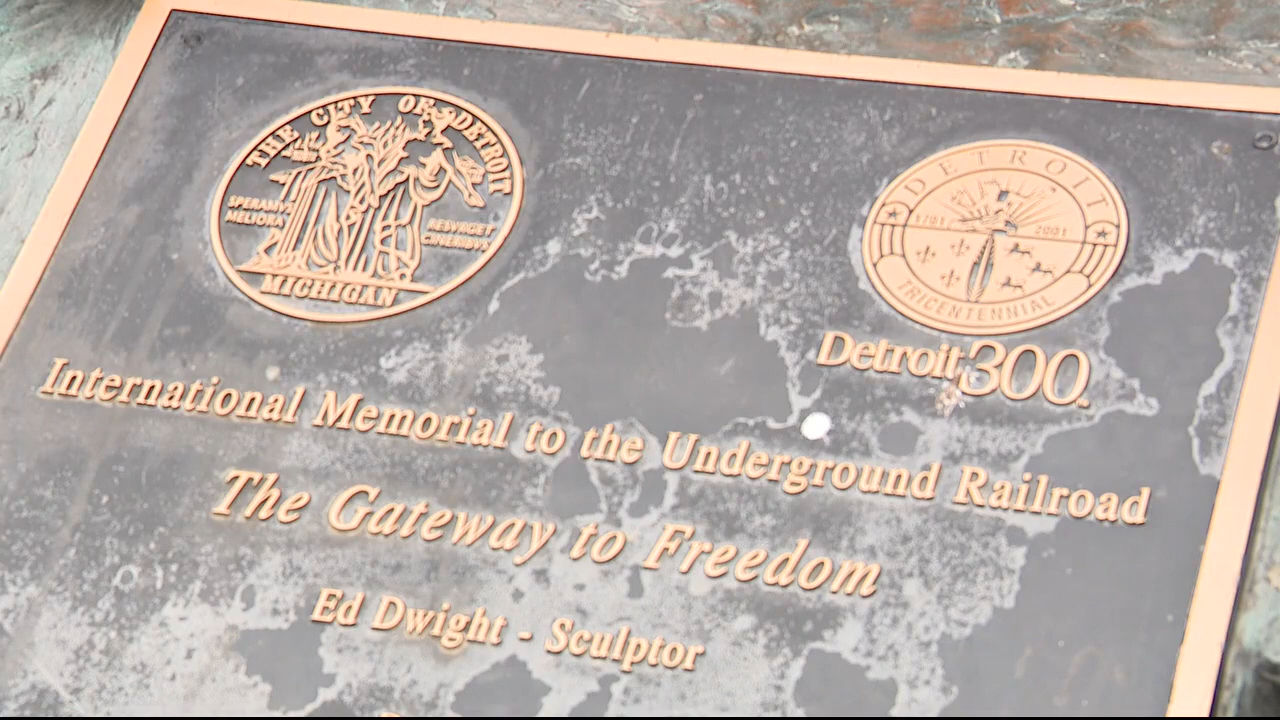 THE CITY OF DETROIT
SPERAMVS
MELIORA
RESVRGET
CINERIBVS
MICHIGAN
DETROIT
1701 2001
TRICENTENNIAL
Detroit300
International Memorial to the Underground Railroad
The Gateway to Freedom
Ed Dwight - Sculptor